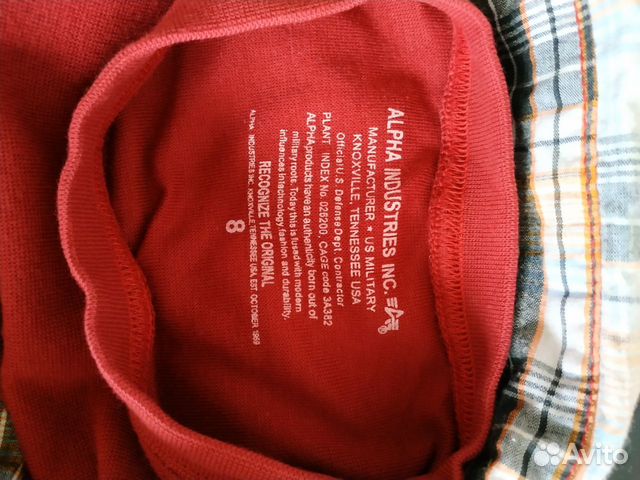 ALPHA INDUSTRIES INC.
MANUFACTURER ★ US MILITARY
KNOXVILLE, TENNESSEE USA
Official U.S. Defense Dept. Contractor
PLANT INDEX No 026200, CAGE code 3A382
ALPHA products have an authenticity born out of
military roots. Today this is fused with modern
influences in technology fashion and durability.
RECOGNIZE THE ORIGINAL
ALPHA INDUSTRIES INC. KNOXVILLE, TENNESSEE USA, EST. OCTOBER 1959
8
Avito